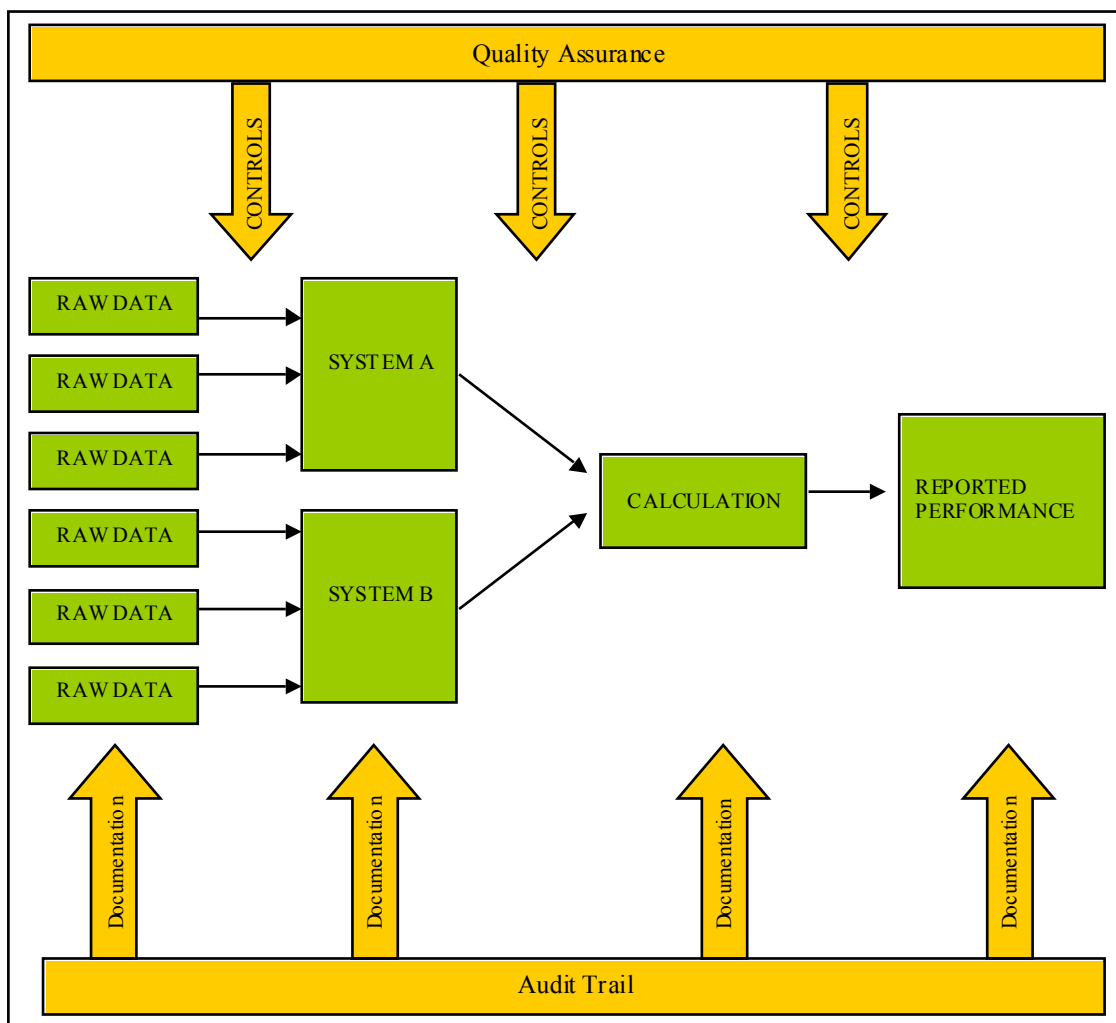 Quality Assurance
CONTROLS
CONTROLS
CONTROLS
RAW DATA
RAW DATA
RAW DATA
RAW DATA
RAW DATA
RAW DATA
SYSTEM A
SYSTEM B
CALCULATION
REPORTED
PERFORMANCE
Documentation
Documentation
Documentation
Documentation
Audit Trail